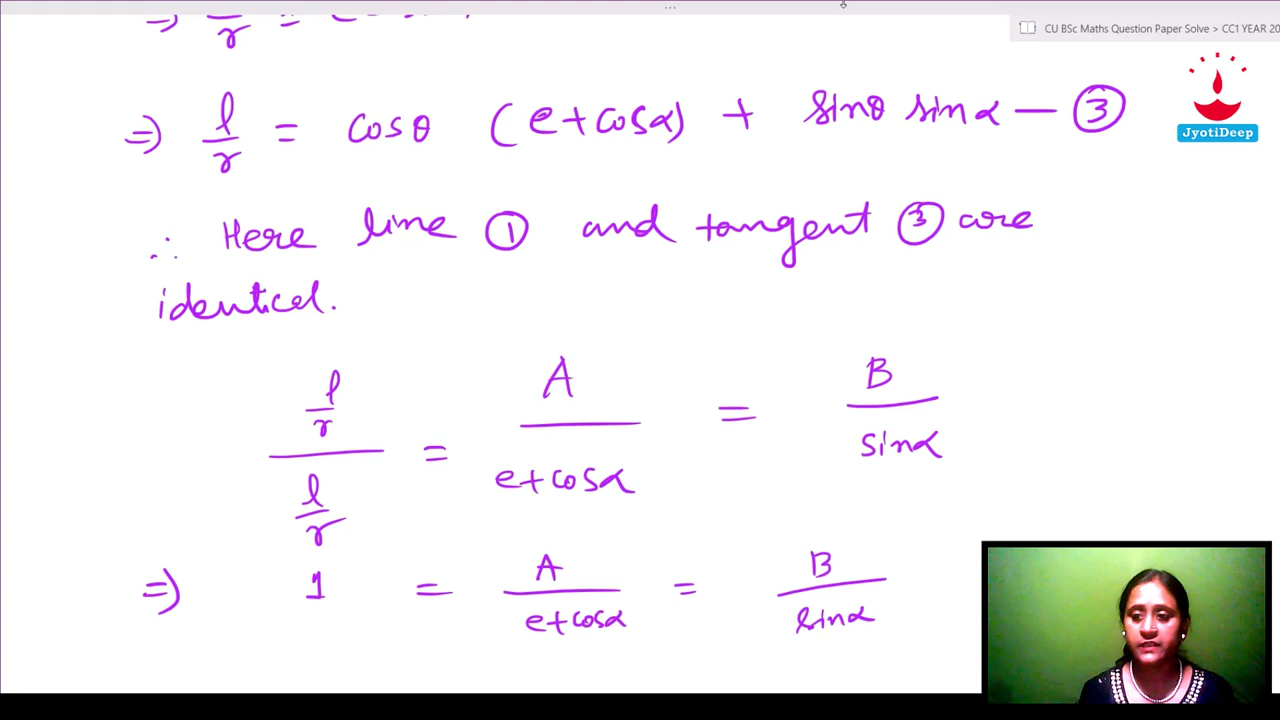 CU BSc Maths Question Paper Solve > CC1 YEAR 20
JyotiDeep
⇒ l/r = cosθ (e+cosα) + sinθ sinα — ③
∴ Here line ① and tangent ③ are
identical.
(l/r)/(l/r) = A/(e+cosα) = B/sinα
⇒ 1 = A/(e+cosα) = B/sinα